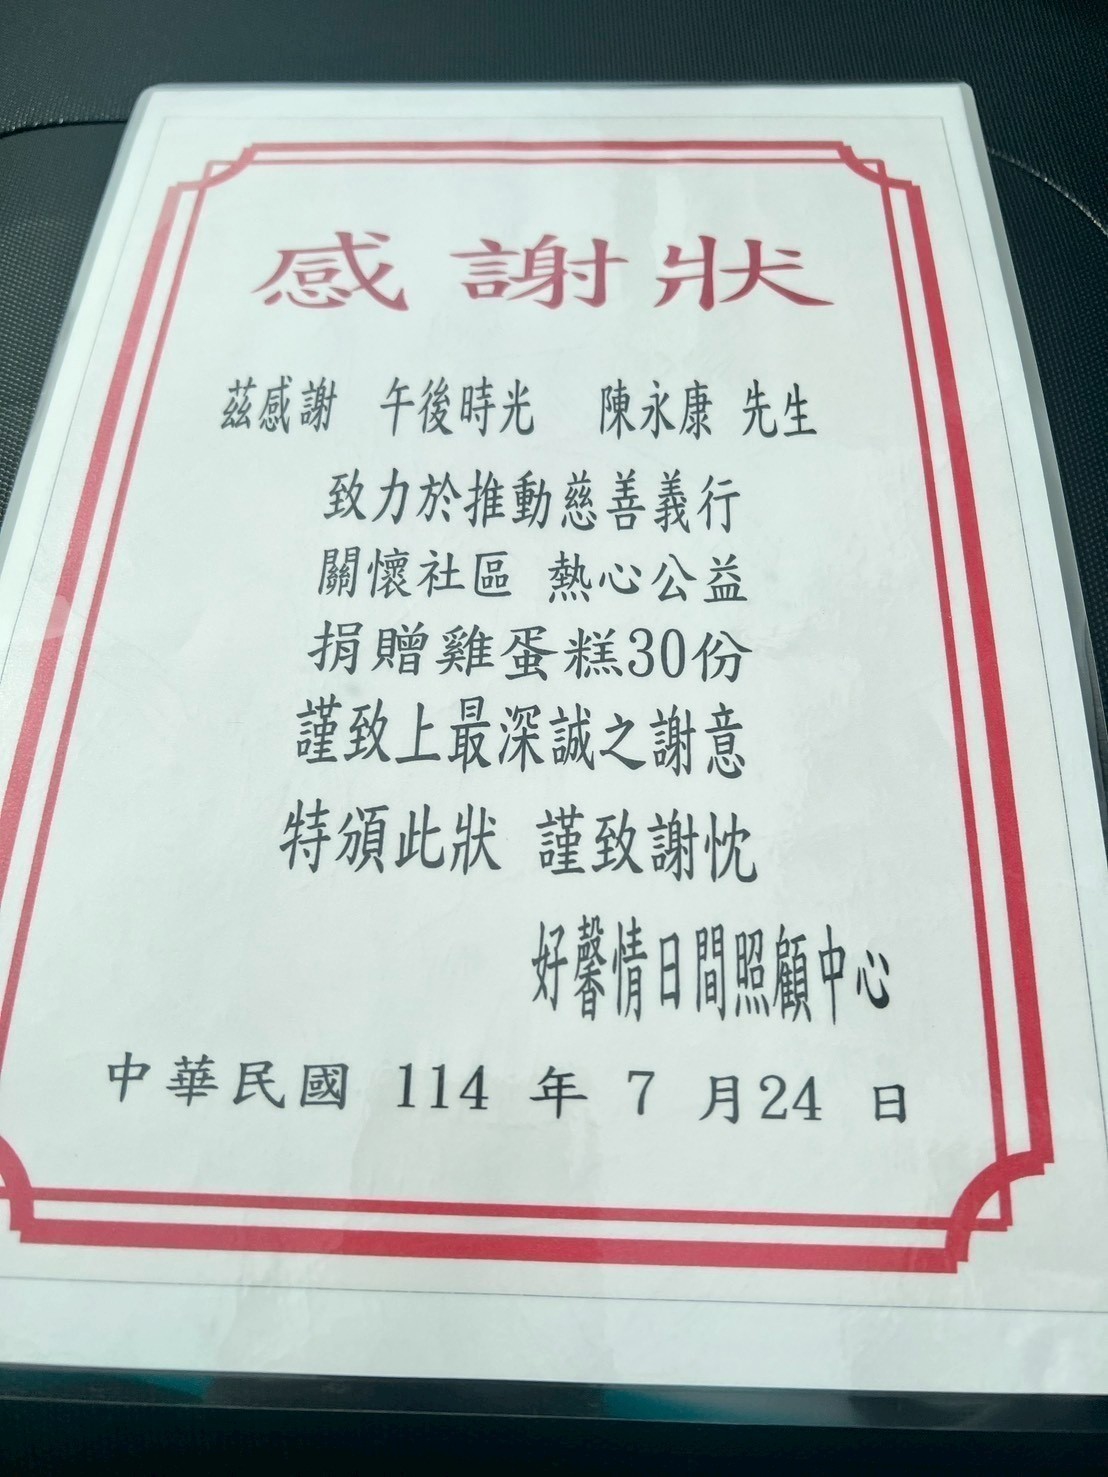 感謝狀
茲感謝 午後時光 陳永康 先生
致力於推動慈善義行
關懷社區 熱心公益
捐贈雞蛋糕30份
謹致上最深誠之謝意
特頒此狀 謹致謝忱
好馨情日間照顧中心
中華民國 114 年 7 月24 日